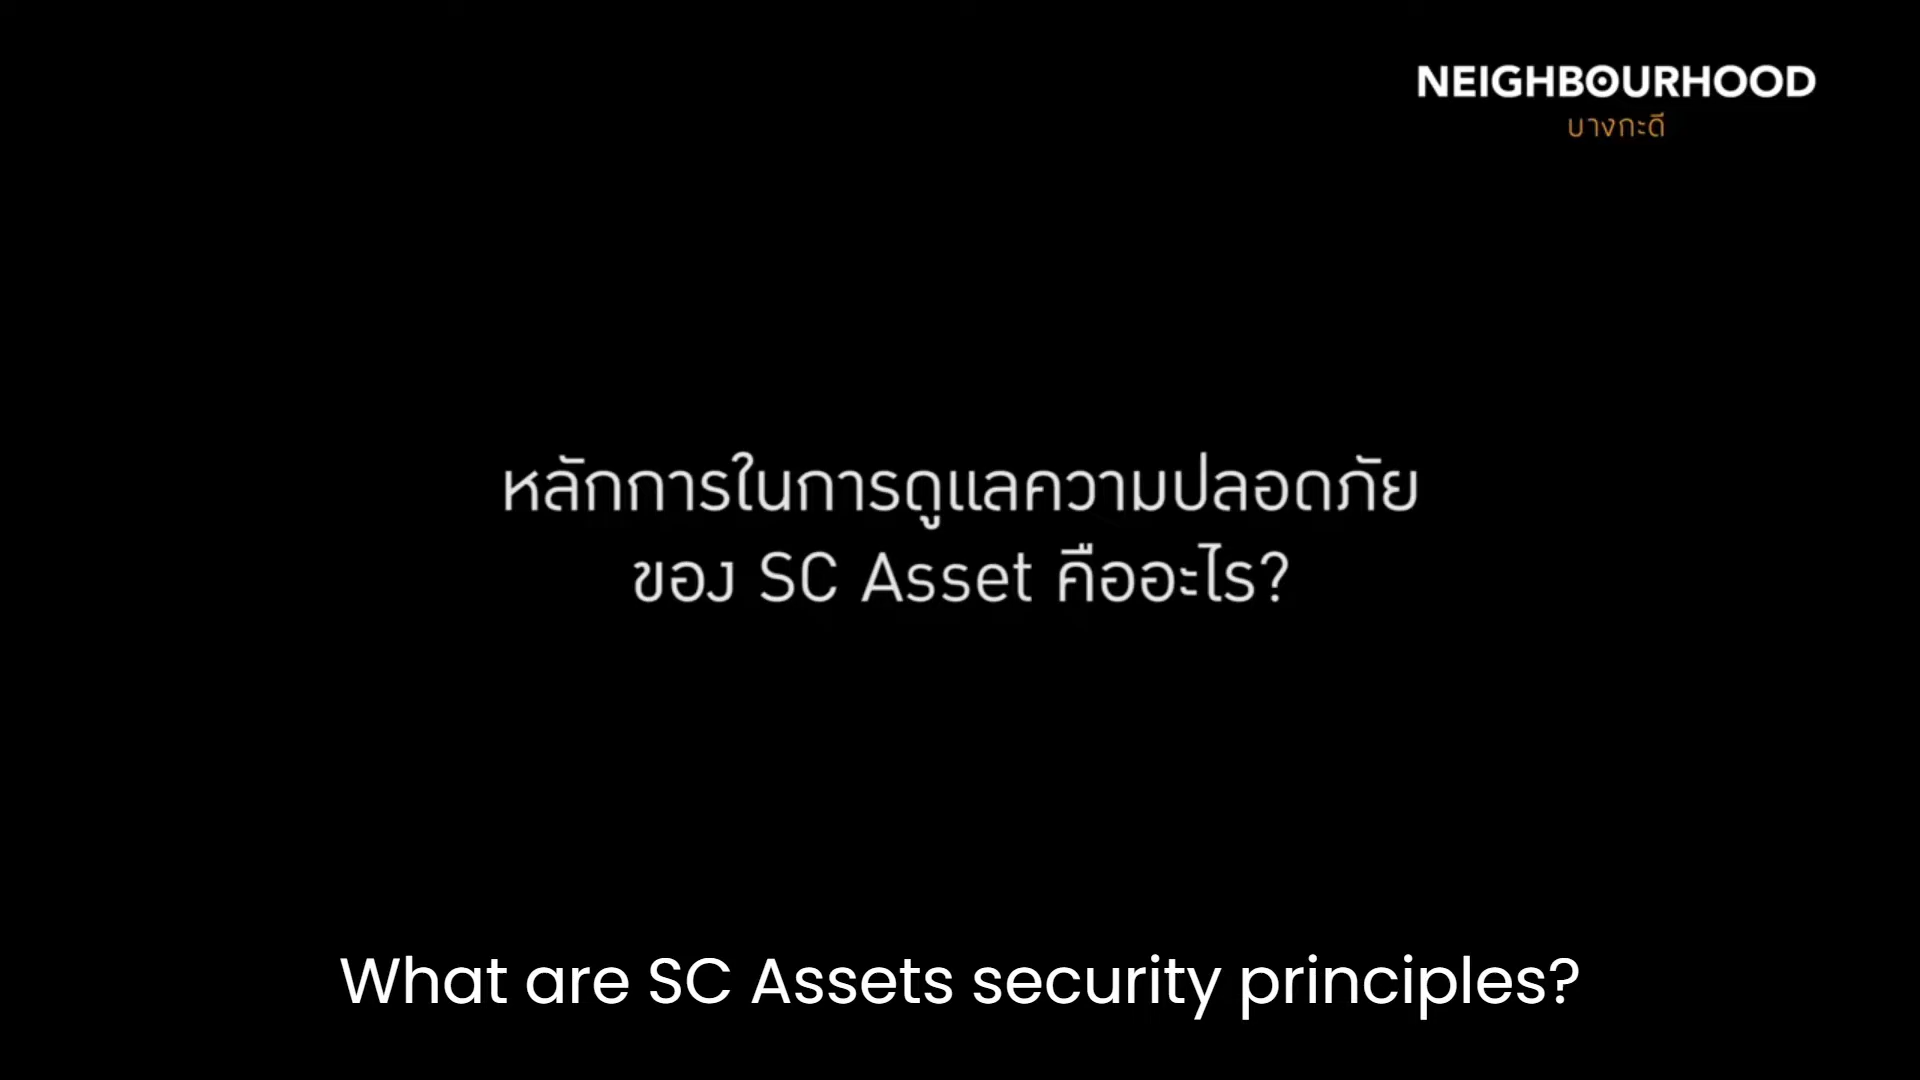 NEIGHBOURHOOD
บางกะดี
หลักการในการดูแลความปลอดภัย
ของ SC Asset คืออะไร?
What are SC Assets security principles?